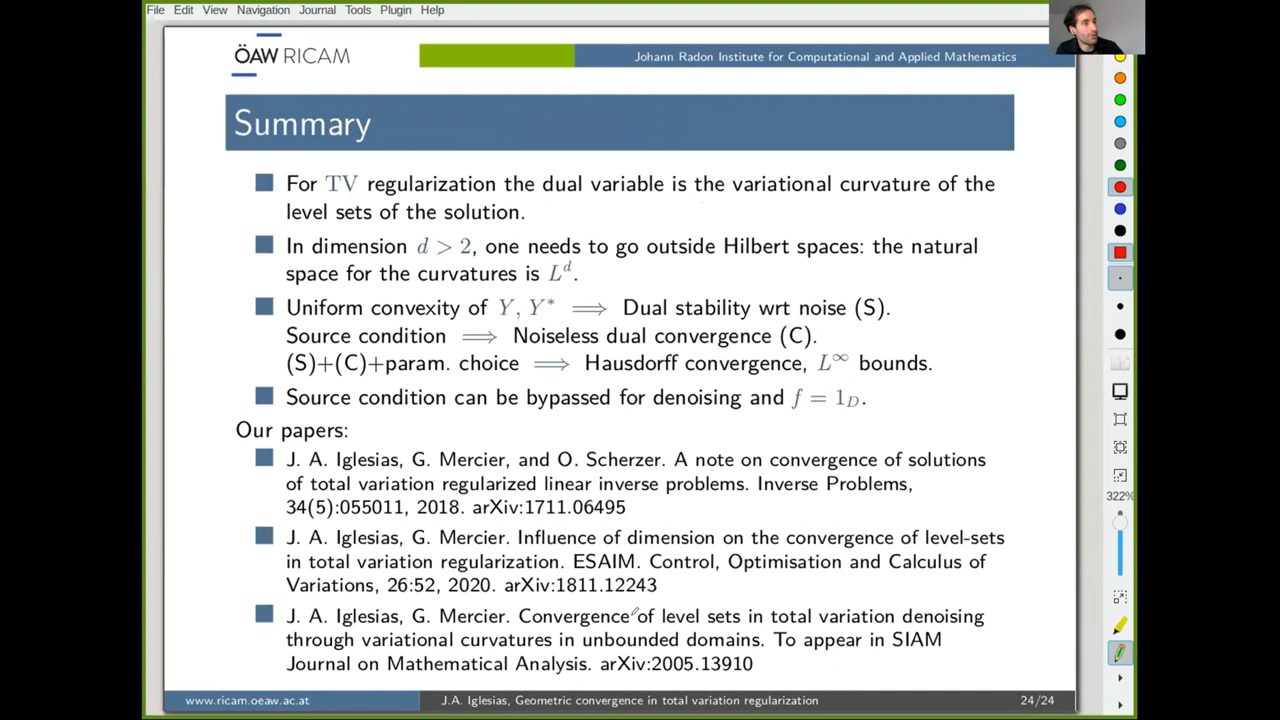 File Edit View Navigation Journal Tools Plugin Help
ÖAW RICAM
Johann Radon Institute for Computational and Applied Mathematics
Summary
For TV regularization the dual variable is the variational curvature of the
level sets of the solution.
In dimension d > 2, one needs to go outside Hilbert spaces: the natural
space for the curvatures is L^d.
Uniform convexity of Y, Y* ⟹ Dual stability wrt noise (S).
Source condition ⟹ Noiseless dual convergence (C).
(S)+(C)+param. choice ⟹ Hausdorff convergence, L^∞ bounds.
Source condition can be bypassed for denoising and f = 1_D.
Our papers:
J. A. Iglesias, G. Mercier, and O. Scherzer. A note on convergence of solutions
of total variation regularized linear inverse problems. Inverse Problems,
34(5):055011, 2018. arXiv:1711.06495
J. A. Iglesias, G. Mercier. Influence of dimension on the convergence of level-sets
in total variation regularization. ESAIM. Control, Optimisation and Calculus of
Variations, 26:52, 2020. arXiv:1811.12243
J. A. Iglesias, G. Mercier. Convergence of level sets in total variation denoising
through variational curvatures in unbounded domains. To appear in SIAM
Journal on Mathematical Analysis. arXiv:2005.13910
322%
www.ricam.oeaw.ac.at
J.A. Iglesias, Geometric convergence in total variation regularization
24/24